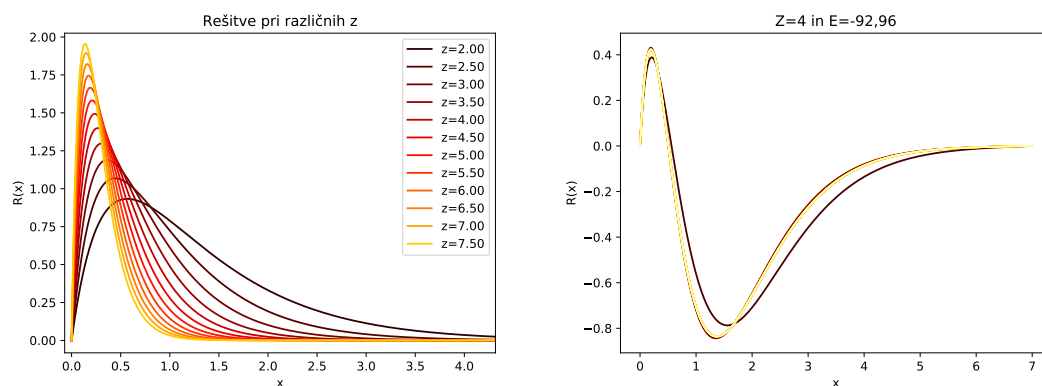 Rešitve pri različnih z
2.00
1.75
1.50
1.25
1.00
0.75
0.50
0.25
0.00
R(x)
0.0
0.5
1.0
1.5
2.0
2.5
3.0
3.5
4.0
x
z=2.00
z=2.50
z=3.00
z=3.50
z=4.00
z=4.50
z=5.00
z=5.50
z=6.00
z=6.50
z=7.00
z=7.50
Z=4 in E=-92,96
0.4
0.2
0.0
−0.2
−0.4
−0.6
−0.8
R(x)
0
1
2
3
4
5
6
7
x